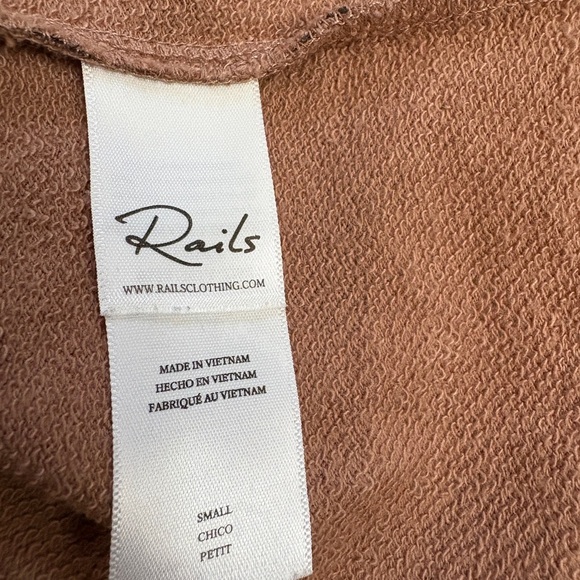 Rails
WWW.RAILSCLOTHING.COM
MADE IN VIETNAM
HECHO EN VIETNAM
FABRIQUÉ AU VIETNAM
SMALL
CHICO
PETIT